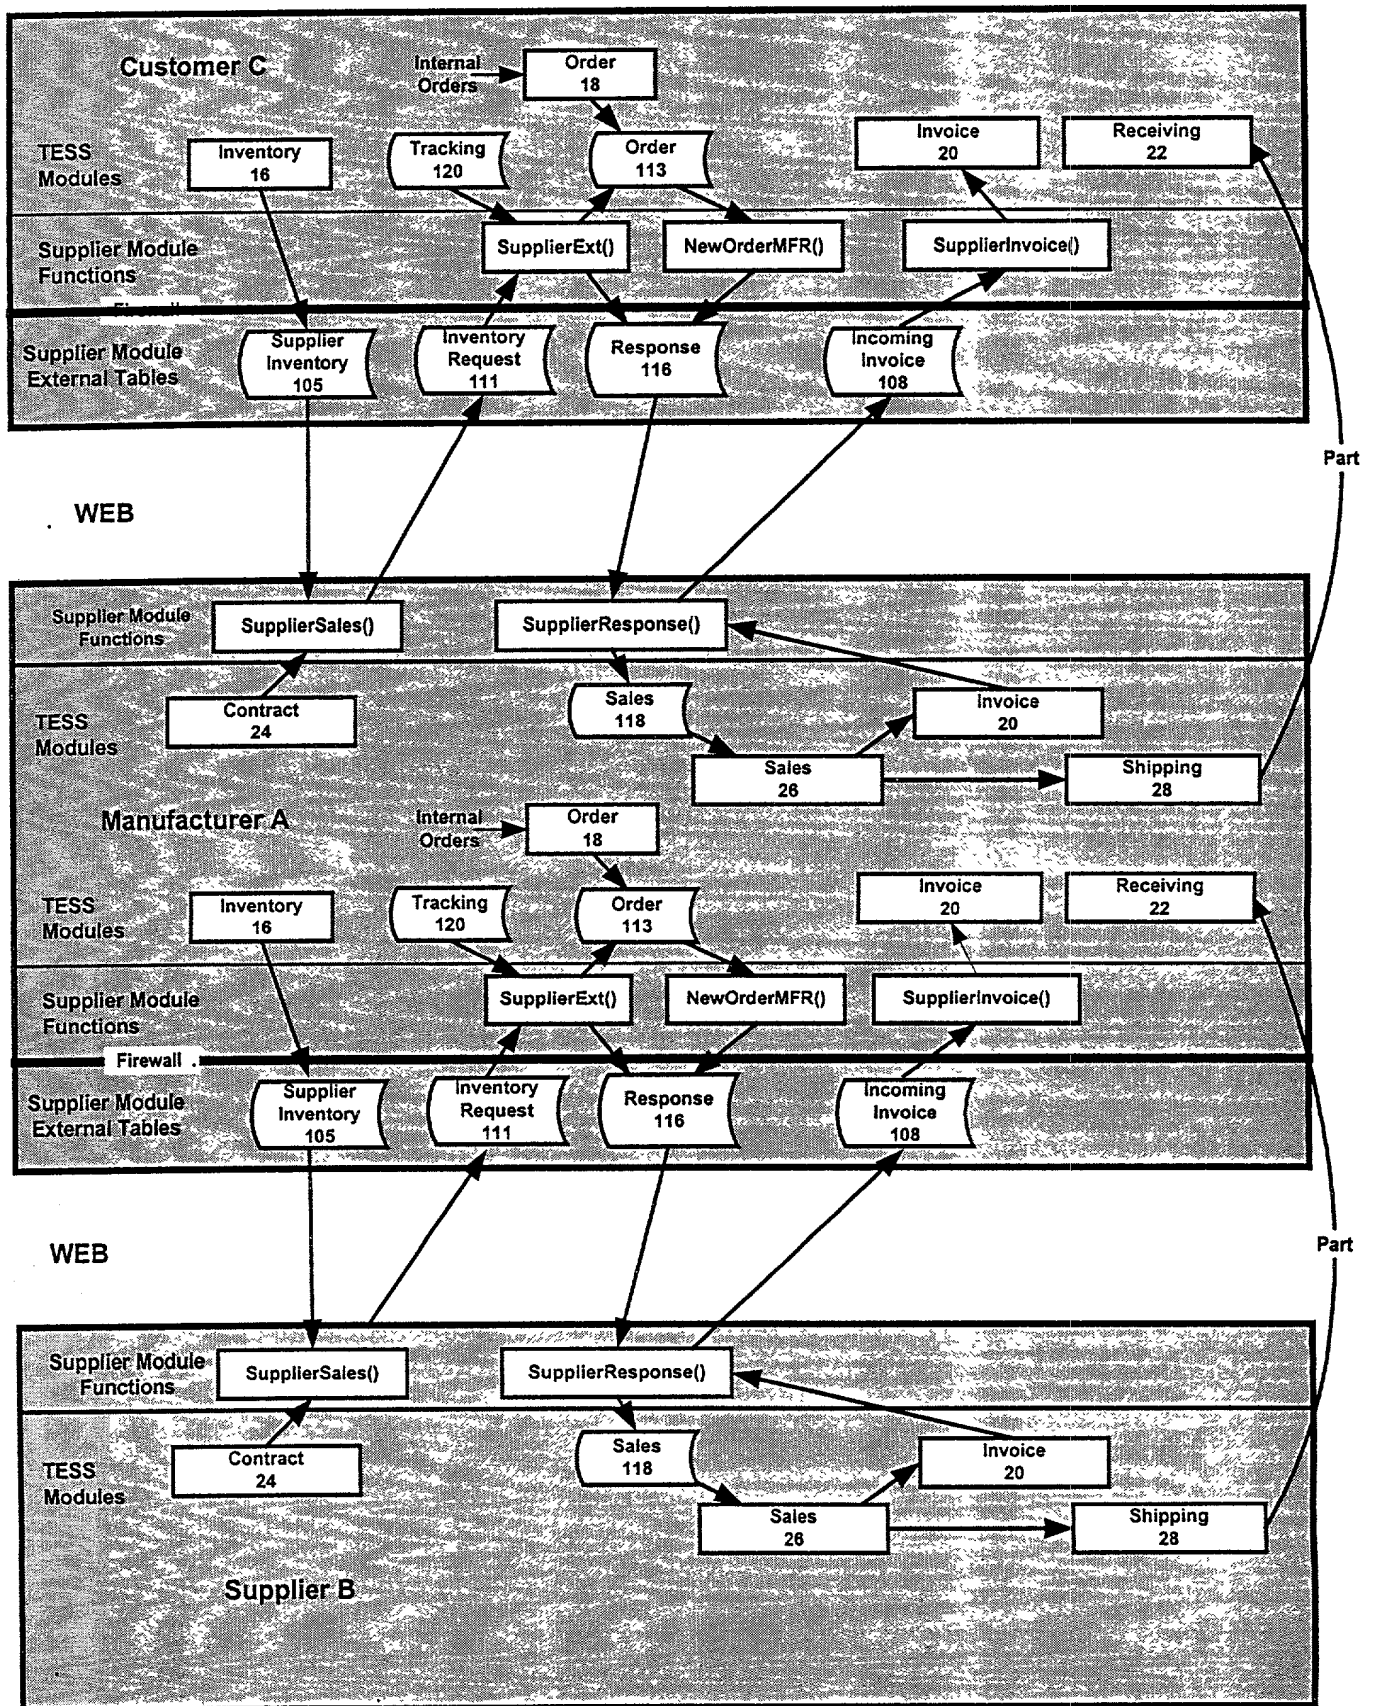 Customer C
Internal
Orders
Order
18
TESS
Modules
Inventory
16
Tracking
120
Order
113
Invoice
20
Receiving
22
Supplier Module
Functions
SupplierExt()
NewOrderMFR()
SupplierInvoice()
Firewall
Supplier Module
External Tables
Supplier
Inventory
105
Inventory
Request
111
Response
116
Incoming
Invoice
108
Part
WEB
Supplier Module
Functions
SupplierSales()
SupplierResponse()
TESS
Modules
Contract
24
Sales
118
Invoice
20
Sales
26
Shipping
28
Manufacturer A
Internal
Orders
Order
18
TESS
Modules
Inventory
16
Tracking
120
Order
113
Invoice
20
Receiving
22
Supplier Module
Functions
SupplierExt()
NewOrderMFR()
SupplierInvoice()
Firewall
Supplier Module
External Tables
Supplier
Inventory
105
Inventory
Request
111
Response
116
Incoming
Invoice
108
WEB
Part
Supplier Module
Functions
SupplierSales()
SupplierResponse()
TESS
Modules
Contract
24
Sales
118
Invoice
20
Sales
26
Shipping
28
Supplier B